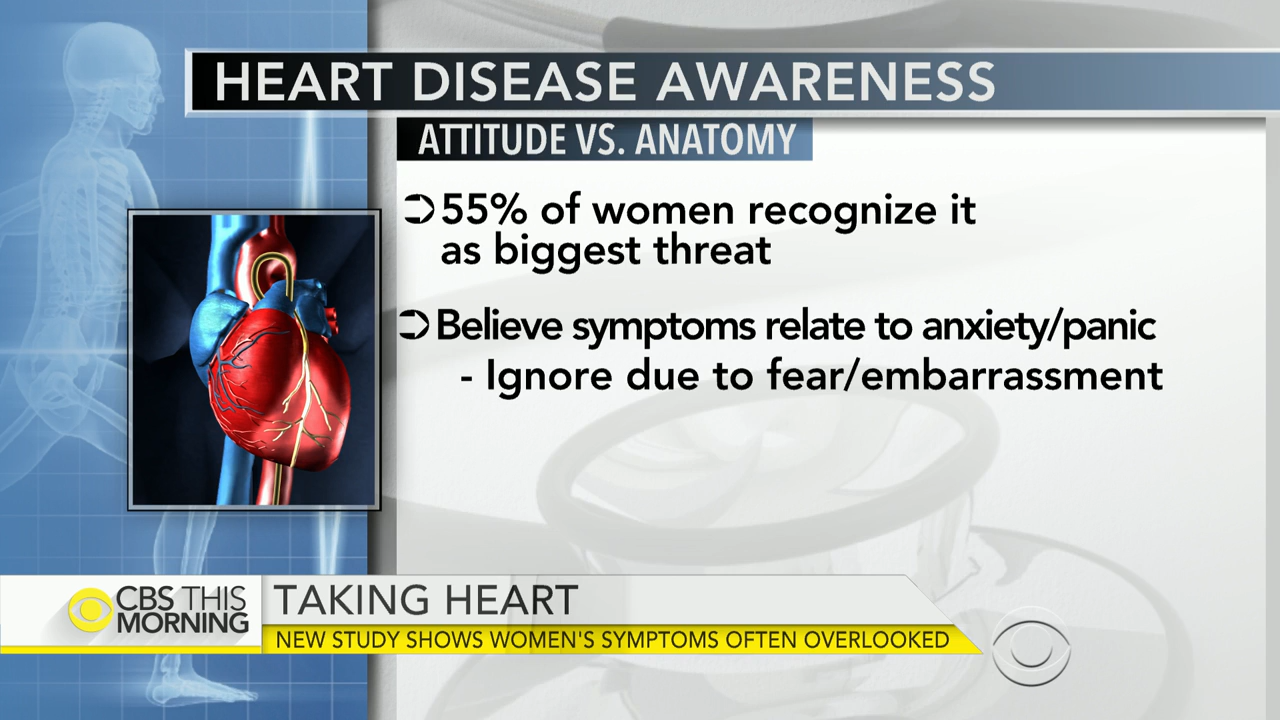 HEART DISEASE AWARENESS
ATTITUDE VS. ANATOMY
➲ 55% of women recognize it
as biggest threat
➲ Believe symptoms relate to anxiety/panic
- Ignore due to fear/embarrassment
CBS THIS
MORNING
TAKING HEART
NEW STUDY SHOWS WOMEN'S SYMPTOMS OFTEN OVERLOOKED